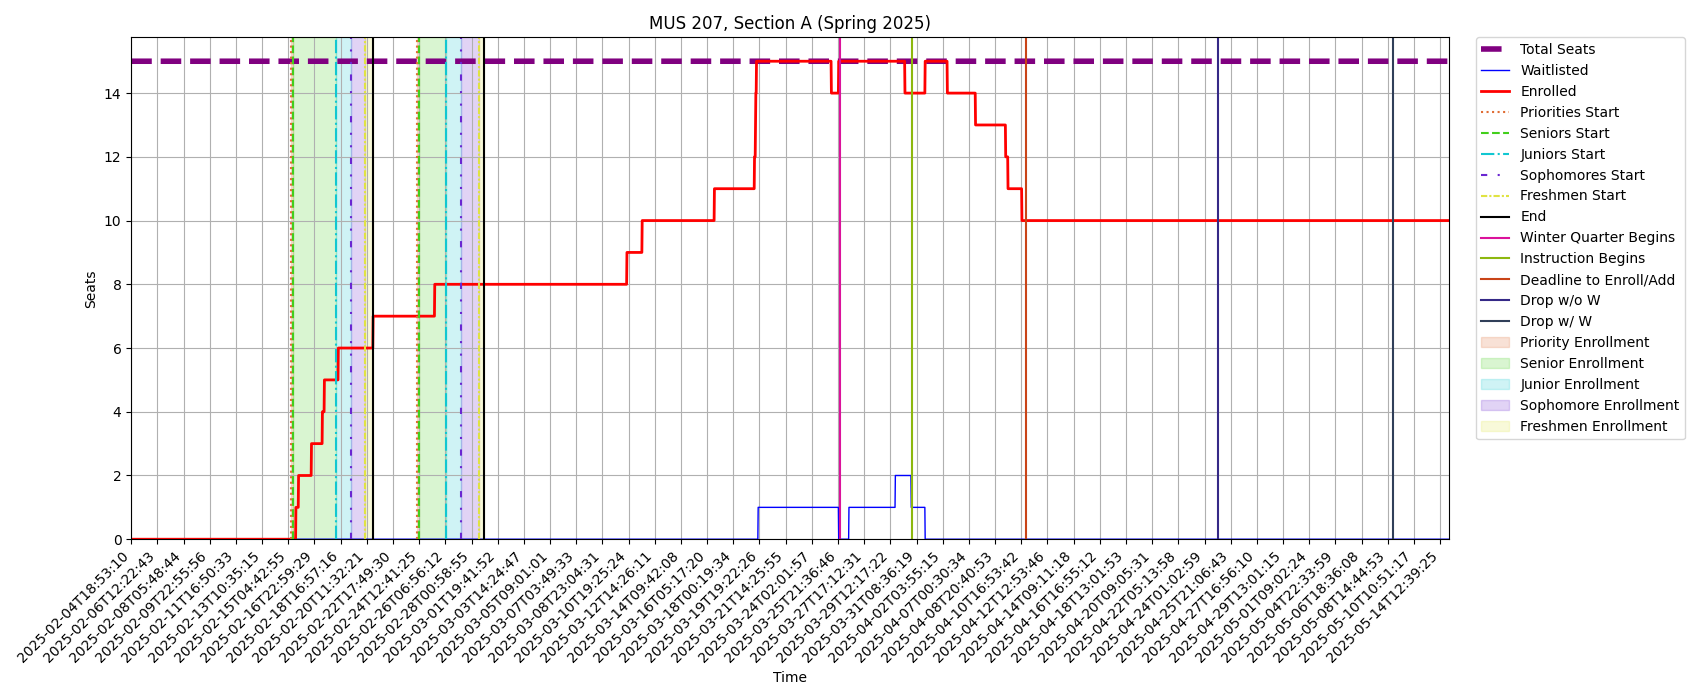 MUS 207, Section A (Spring 2025)
Seats
14
12
10
8
6
4
2
0
2025-02-04T18:53:10
2025-02-06T12:22:43
2025-02-08T05:48:44
2025-02-09T22:55:56
2025-02-11T16:50:33
2025-02-13T10:35:15
2025-02-15T04:42:55
2025-02-16T22:59:29
2025-02-18T16:57:16
2025-02-20T11:32:21
2025-02-22T17:49:30
2025-02-24T12:41:25
2025-02-26T06:56:12
2025-02-28T00:58:55
2025-03-01T19:41:52
2025-03-03T14:24:47
2025-03-05T09:01:01
2025-03-07T03:49:33
2025-03-08T23:04:31
2025-03-10T19:25:24
2025-03-12T14:26:11
2025-03-14T09:42:08
2025-03-16T05:17:20
2025-03-18T00:19:34
2025-03-19T19:22:26
2025-03-21T14:25:55
2025-03-24T02:01:57
2025-03-25T21:36:46
2025-03-27T17:12:31
2025-03-29T12:17:22
2025-03-31T08:36:19
2025-04-02T03:55:15
2025-04-07T00:30:34
2025-04-08T20:40:53
2025-04-10T16:53:42
2025-04-12T12:53:46
2025-04-14T09:11:18
2025-04-16T16:55:12
2025-04-18T13:01:53
2025-04-20T09:05:31
2025-04-22T05:13:58
2025-04-24T01:02:59
2025-04-25T21:06:43
2025-04-27T16:56:10
2025-04-29T13:01:15
2025-05-01T09:02:24
2025-05-04T22:33:59
2025-05-06T18:36:08
2025-05-08T14:44:53
2025-05-10T10:51:17
2025-05-14T12:39:25
Time
Total Seats
Waitlisted
Enrolled
Priorities Start
Seniors Start
Juniors Start
Sophomores Start
Freshmen Start
End
Winter Quarter Begins
Instruction Begins
Deadline to Enroll/Add
Drop w/o W
Drop w/ W
Priority Enrollment
Senior Enrollment
Junior Enrollment
Sophomore Enrollment
Freshmen Enrollment